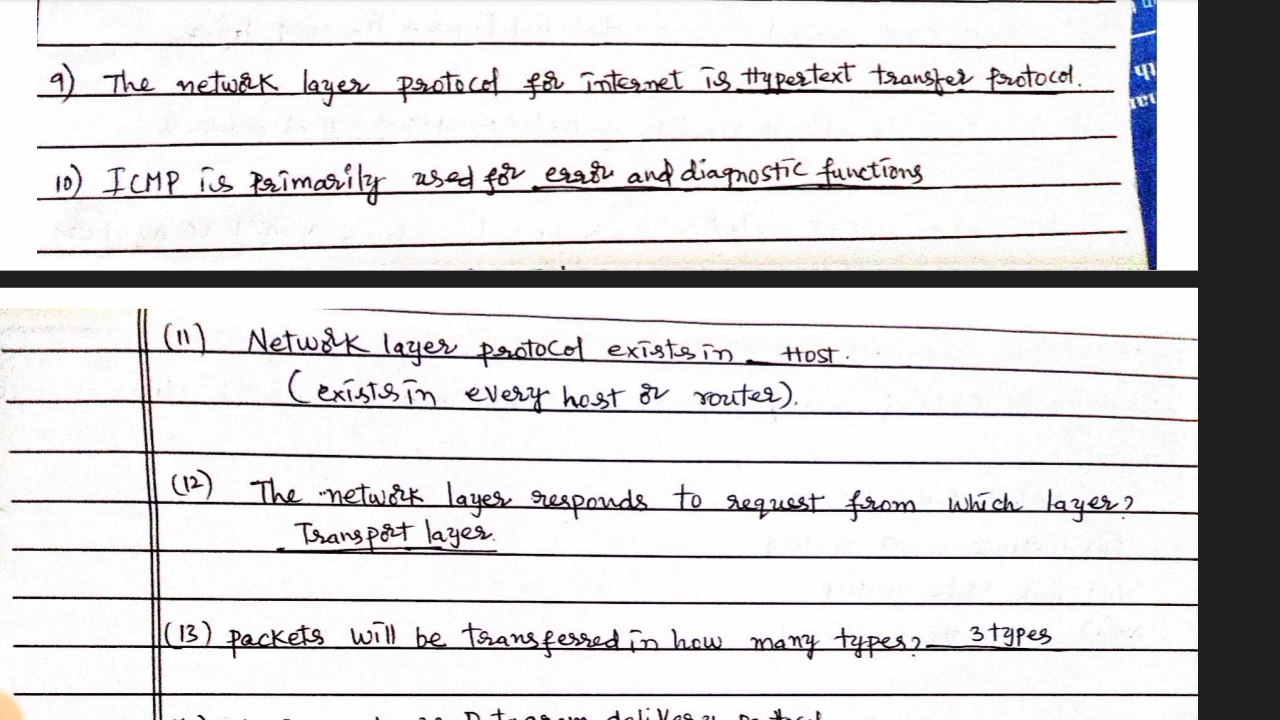 9) The network layer protocol for internet is Hypertext transfer protocol.
10) ICMP is Primarily used for error and diagnostic functions
(11) Network layer protocol exists in Host.
(exists in every host or router).
(12) The network layer responds to request from which layer?
Transport layer.
(13) packets will be transferred in how many types? 3 types